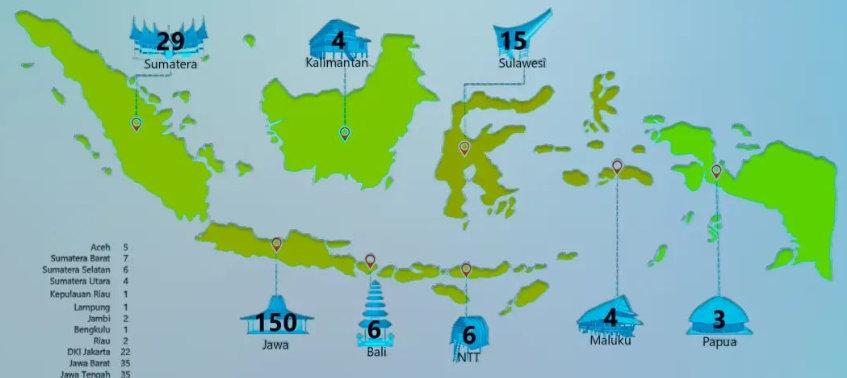 29
Sumatera
4
Kalimantan
15
Sulawesi
150
Jawa
6
Bali
6
NTT
4
Maluku
3
Papua
Aceh 5
Sumatera Barat 7
Sumatera Selatan 6
Sumatera Utara 4
Kepulauan Riau 1
Lampung 1
Jambi 2
Bengkulu 1
Riau 2
DKI Jakarta 22
Jawa Barat 35
Jawa Tengah 35